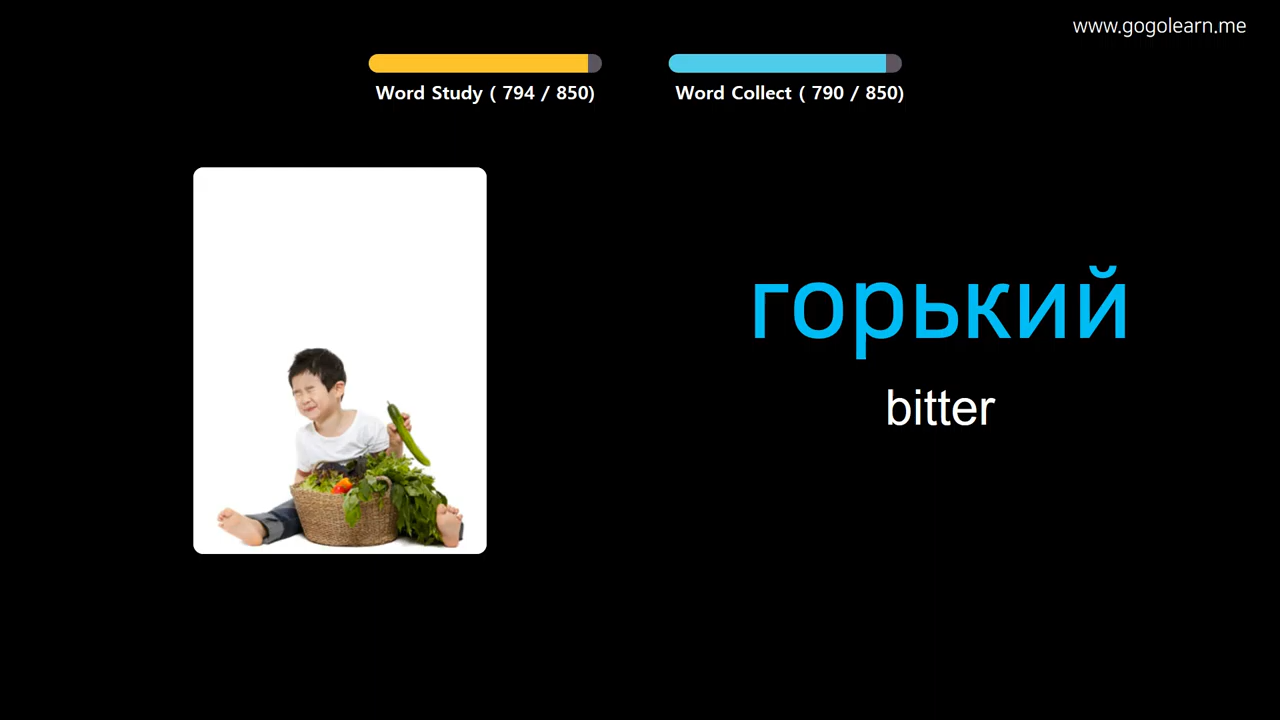 www.gogolearn.me
Word Study ( 794 / 850)
Word Collect ( 790 / 850)
горький
bitter